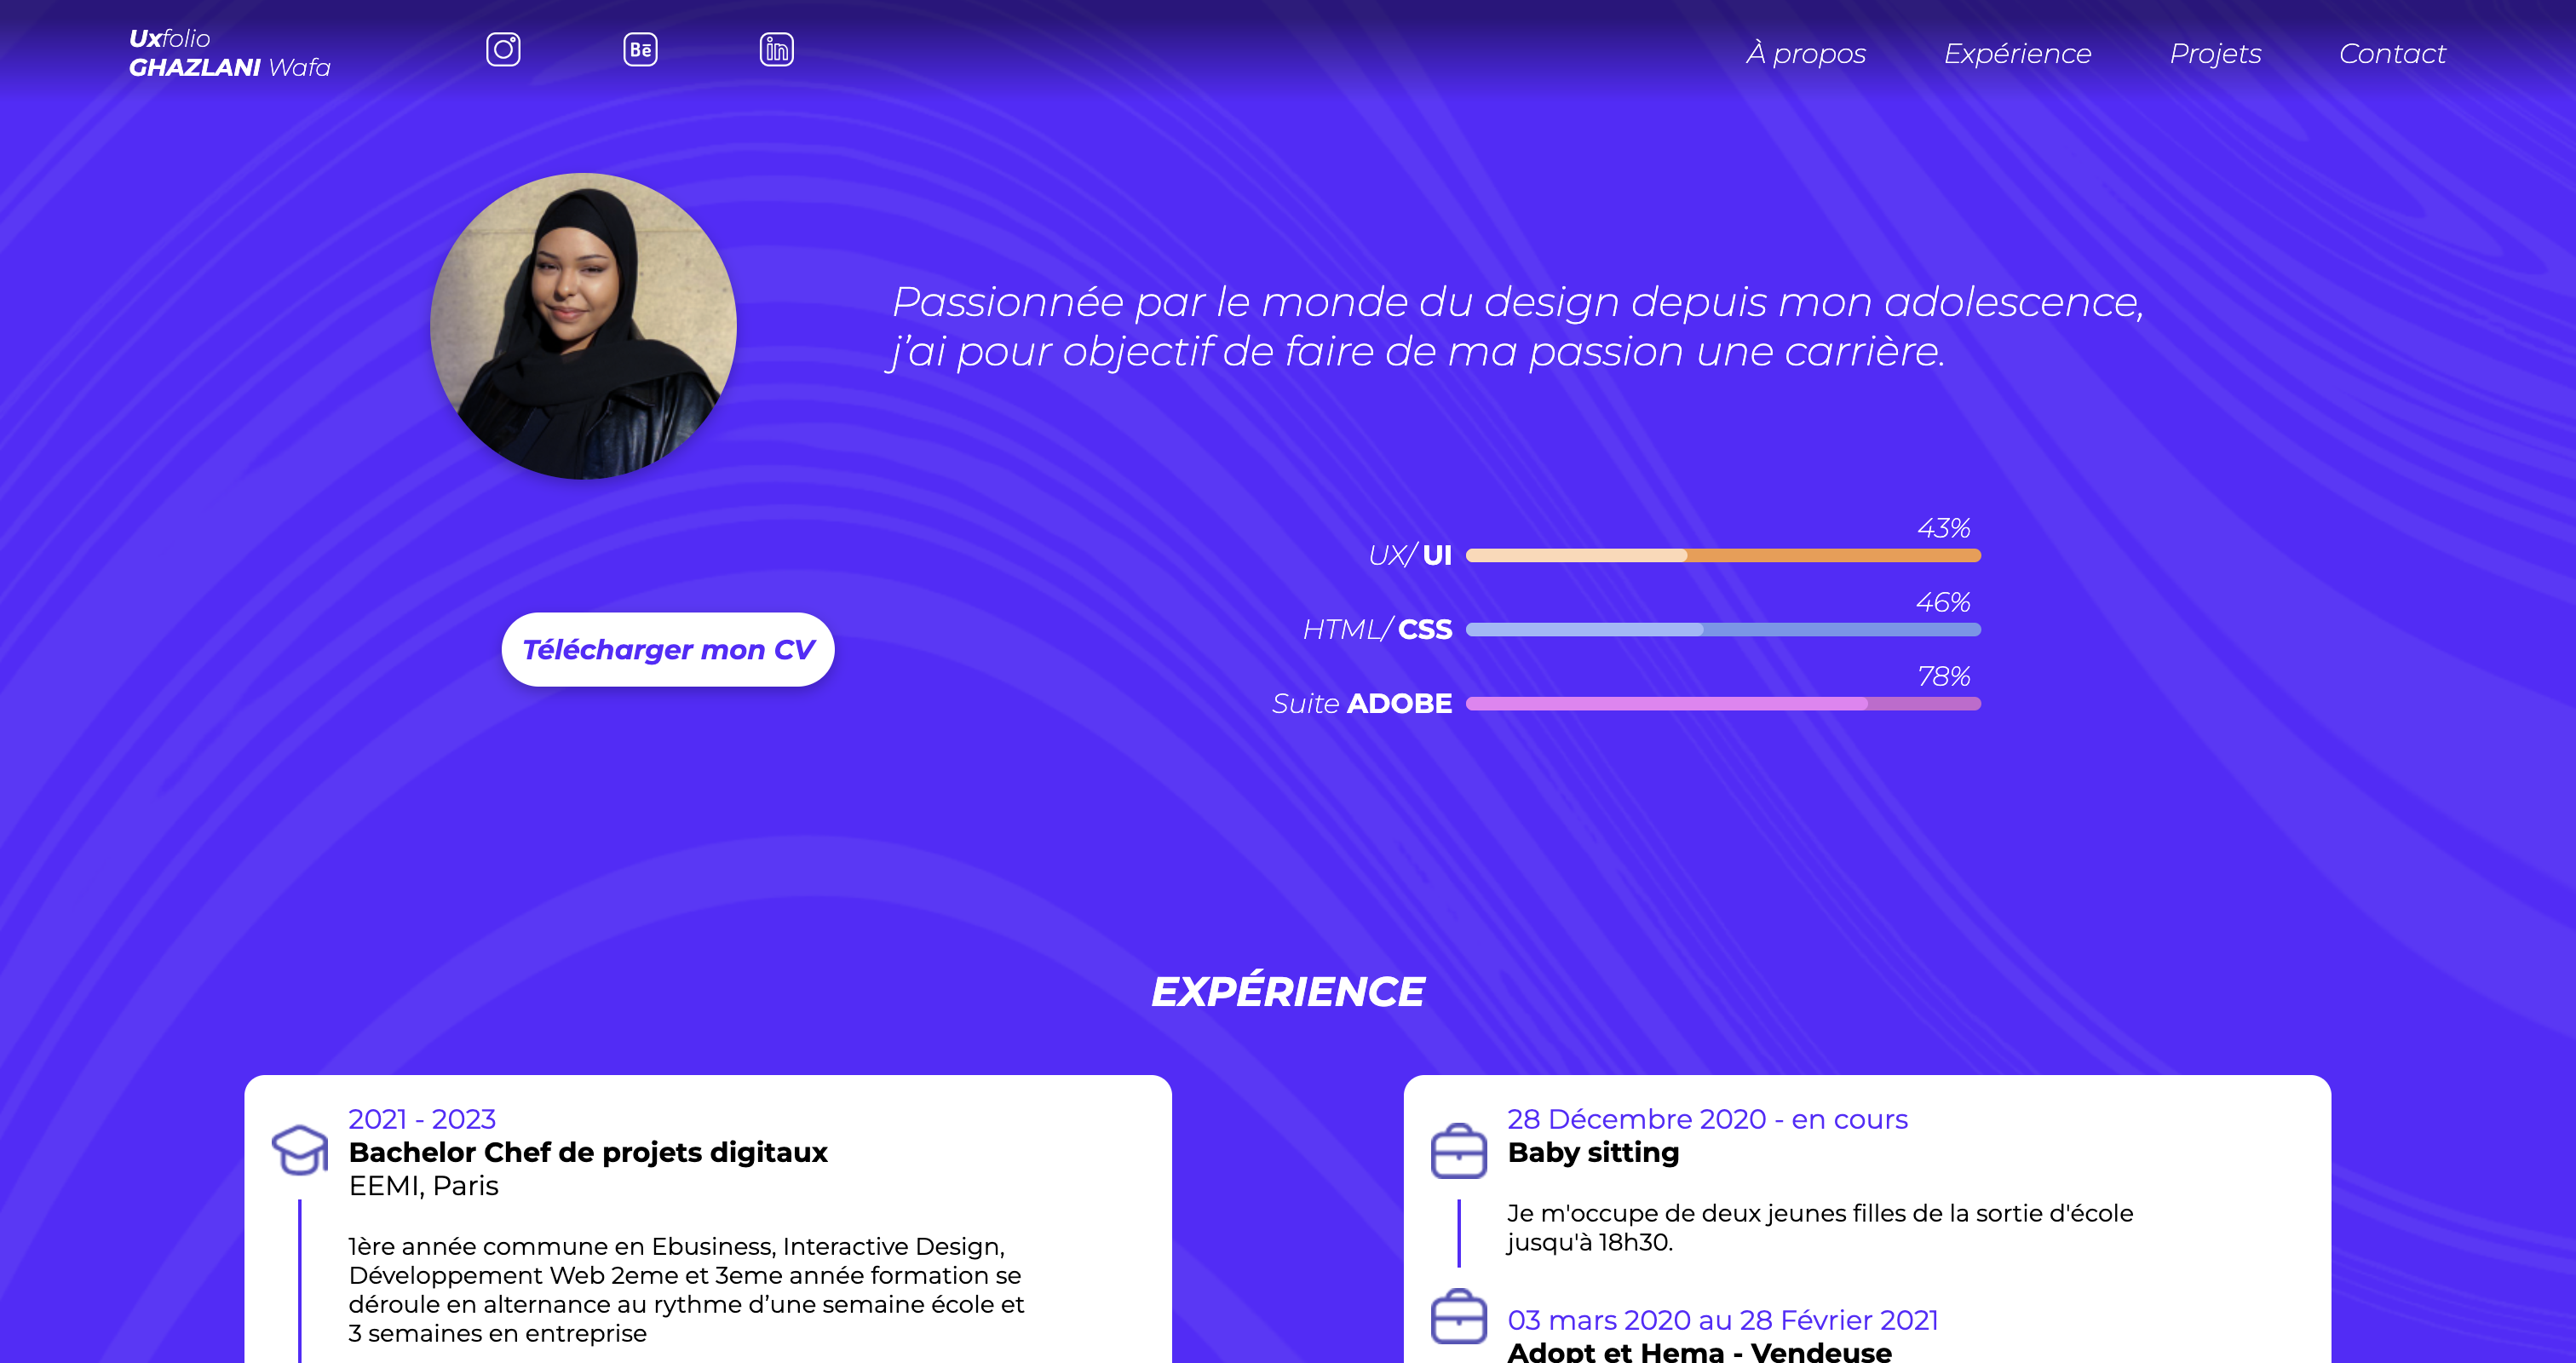 Uxfolio
GHAZLANI Wafa
À propos
Expérience
Projets
Contact
Passionnée par le monde du design depuis mon adolescence,
j’ai pour objectif de faire de ma passion une carrière.
Télécharger mon CV
43%
UX/ UI
46%
HTML/ CSS
78%
Suite ADOBE
EXPÉRIENCE
2021 - 2023
Bachelor Chef de projets digitaux
EEMI, Paris
1ère année commune en Ebusiness, Interactive Design,
Développement Web 2eme et 3eme année formation se
déroule en alternance au rythme d’une semaine école et
3 semaines en entreprise
28 Décembre 2020 - en cours
Baby sitting
Je m'occupe de deux jeunes filles de la sortie d'école
jusqu'à 18h30.
03 mars 2020 au 28 Février 2021
Adopt et Hema - Vendeuse